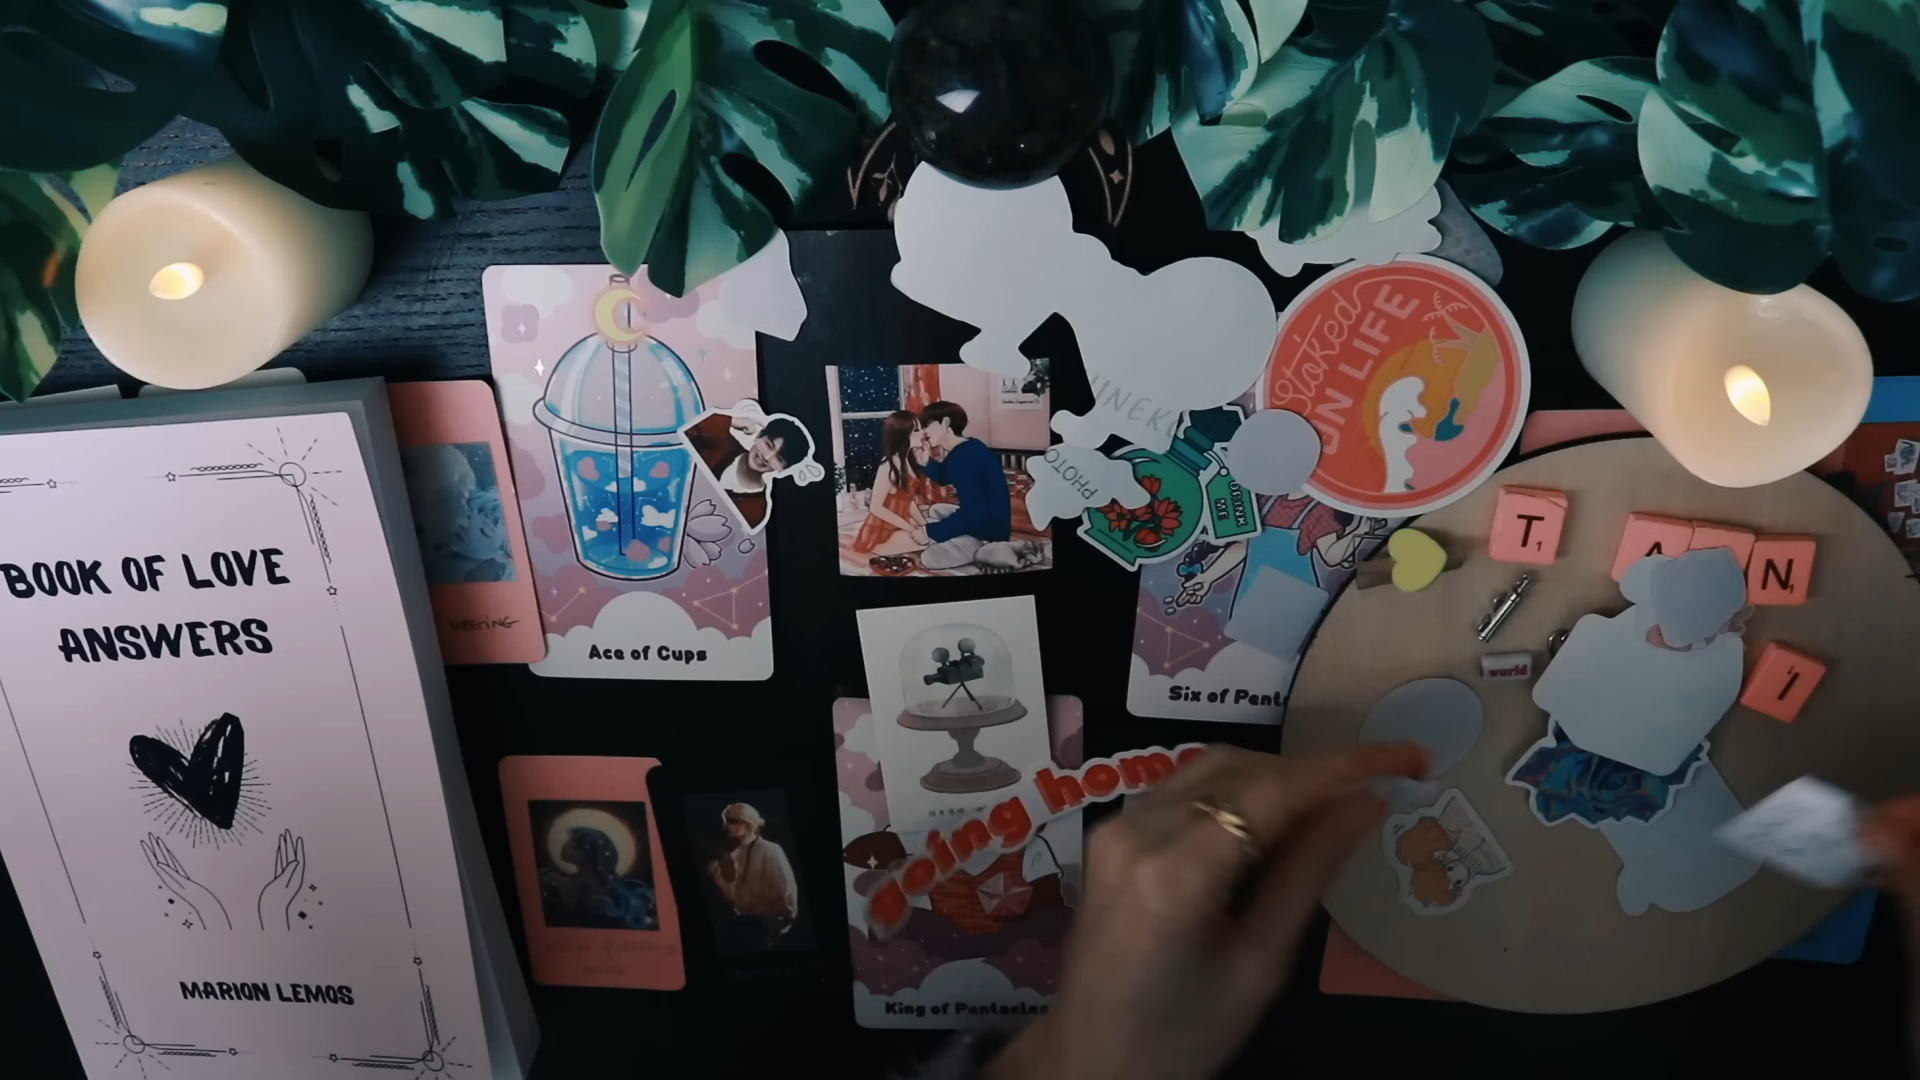 BOOK OF LOVE
ANSWERS
MARION LEMOS
MEETING
Ace of Cups
PHOTO
DRINK
ME
Stoked
ON LIFE
Six of
going home
King of Pentacles
T
A
N
I
world